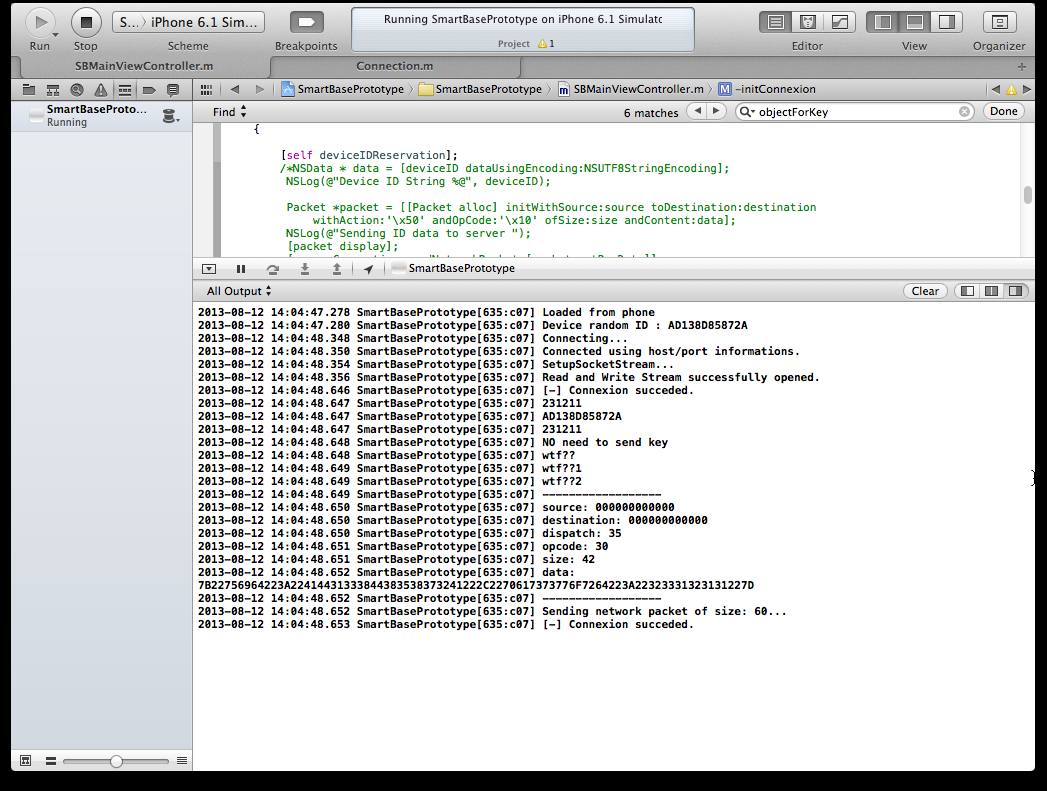 S... iPhone 6.1 Sim...
Running SmartBasePrototype on iPhone 6.1 Simulatc
Project 1
Run Stop Scheme Breakpoints Editor View Organizer
SBMainViewController.m Connection.m
SmartBasePrototype SmartBasePrototype SBMainViewController.m M -initConnexion
SmartBaseProto...
Running
Find 6 matches objectForKey Done
{
[self deviceIDReservation];
/*NSData * data = [deviceID dataUsingEncoding:NSUTF8StringEncoding];
NSLog(@"Device ID String %@", deviceID);
Packet *packet = [[Packet alloc] initWithSource:source toDestination:destination
withAction:'\x50' andOpCode:'\x10' ofSize:size andContent:data];
NSLog(@"Sending ID data to server ");
[packet display];
SmartBasePrototype
All Output Clear
2013-08-12 14:04:47.278 SmartBasePrototype[635:c07] Loaded from phone
2013-08-12 14:04:47.280 SmartBasePrototype[635:c07] Device random ID : AD138D85872A
2013-08-12 14:04:48.348 SmartBasePrototype[635:c07] Connecting...
2013-08-12 14:04:48.350 SmartBasePrototype[635:c07] Connected using host/port informations.
2013-08-12 14:04:48.354 SmartBasePrototype[635:c07] SetupSocketStream...
2013-08-12 14:04:48.356 SmartBasePrototype[635:c07] Read and Write Stream successfully opened.
2013-08-12 14:04:48.646 SmartBasePrototype[635:c07] [-] Connexion succeded.
2013-08-12 14:04:48.647 SmartBasePrototype[635:c07] 231211
2013-08-12 14:04:48.647 SmartBasePrototype[635:c07] AD138D85872A
2013-08-12 14:04:48.647 SmartBasePrototype[635:c07] 231211
2013-08-12 14:04:48.648 SmartBasePrototype[635:c07] NO need to send key
2013-08-12 14:04:48.648 SmartBasePrototype[635:c07] wtf??
2013-08-12 14:04:48.649 SmartBasePrototype[635:c07] wtf??1
2013-08-12 14:04:48.649 SmartBasePrototype[635:c07] wtf??2
2013-08-12 14:04:48.649 SmartBasePrototype[635:c07] ------------------
2013-08-12 14:04:48.650 SmartBasePrototype[635:c07] source: 000000000000
2013-08-12 14:04:48.650 SmartBasePrototype[635:c07] destination: 000000000000
2013-08-12 14:04:48.650 SmartBasePrototype[635:c07] dispatch: 35
2013-08-12 14:04:48.651 SmartBasePrototype[635:c07] opcode: 30
2013-08-12 14:04:48.651 SmartBasePrototype[635:c07] size: 42
2013-08-12 14:04:48.652 SmartBasePrototype[635:c07] data:
7B22756964223A22414431333844383538373241222C2270617373776F7264223A22323331323131227D
2013-08-12 14:04:48.652 SmartBasePrototype[635:c07] ------------------
2013-08-12 14:04:48.652 SmartBasePrototype[635:c07] Sending network packet of size: 60...
2013-08-12 14:04:48.653 SmartBasePrototype[635:c07] [-] Connexion succeded.